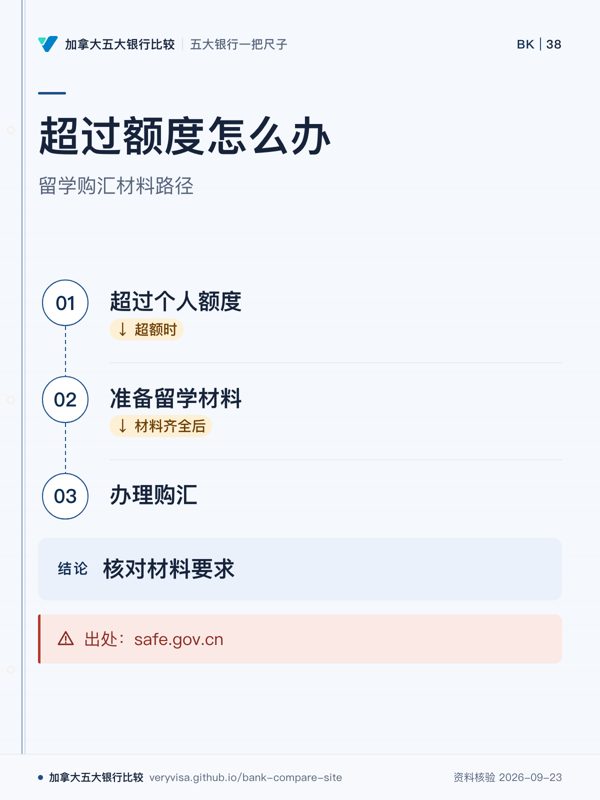 加拿大五大银行比较 五大银行一把尺子
BK | 38
超过额度怎么办
留学购汇材料路径
01 超过个人额度
↓ 超额时
02 准备留学材料
↓ 材料齐全后
03 办理购汇
结论 核对材料要求
出处：safe.gov.cn
加拿大五大银行比较 veryvisa.github.io/bank-compare-site
资料核验 2026-09-23